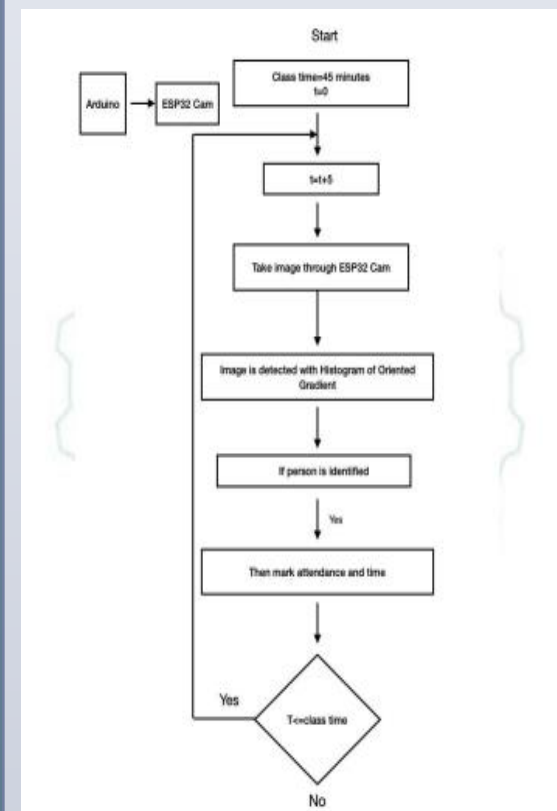 Start
Class time=45 minutes
t=0
Arduino
ESP32 Cam
t=t+5
Take image through ESP32 Cam
Image is detected with Histogram of Oriented
Gradient
If person is identified
Yes
Then mark attendance and time
Yes
T<=class time
No